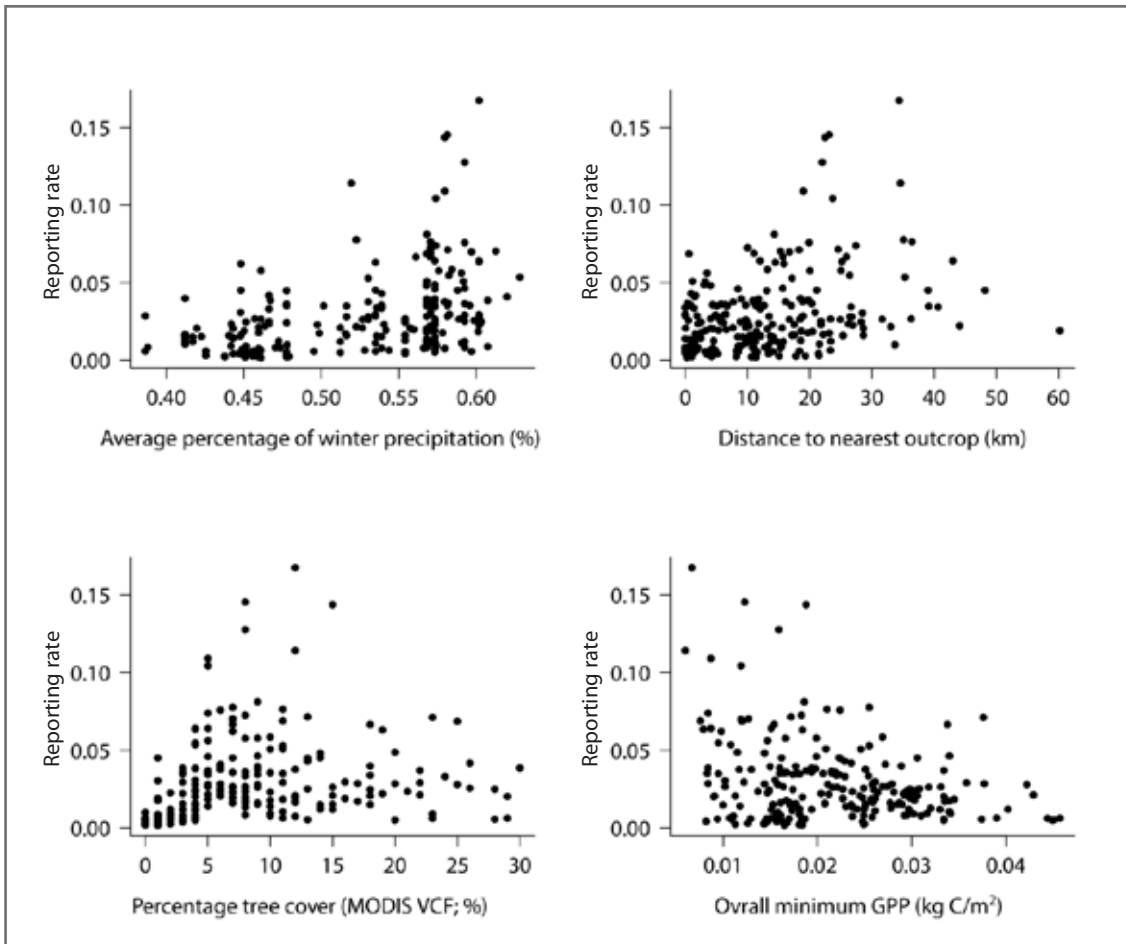 Reporting rate
0.15
0.10
0.05
0.00
0.40 0.45 0.50 0.55 0.60
Average percentage of winter precipitation (%)
Reporting rate
0.15
0.10
0.05
0.00
0 10 20 30 40 50 60
Distance to nearest outcrop (km)
Reporting rate
0.15
0.10
0.05
0.00
0 5 10 15 20 25 30
Percentage tree cover (MODIS VCF; %)
Reporting rate
0.15
0.10
0.05
0.00
0.01 0.02 0.03 0.04
Ovrall minimum GPP (kg C/m²)